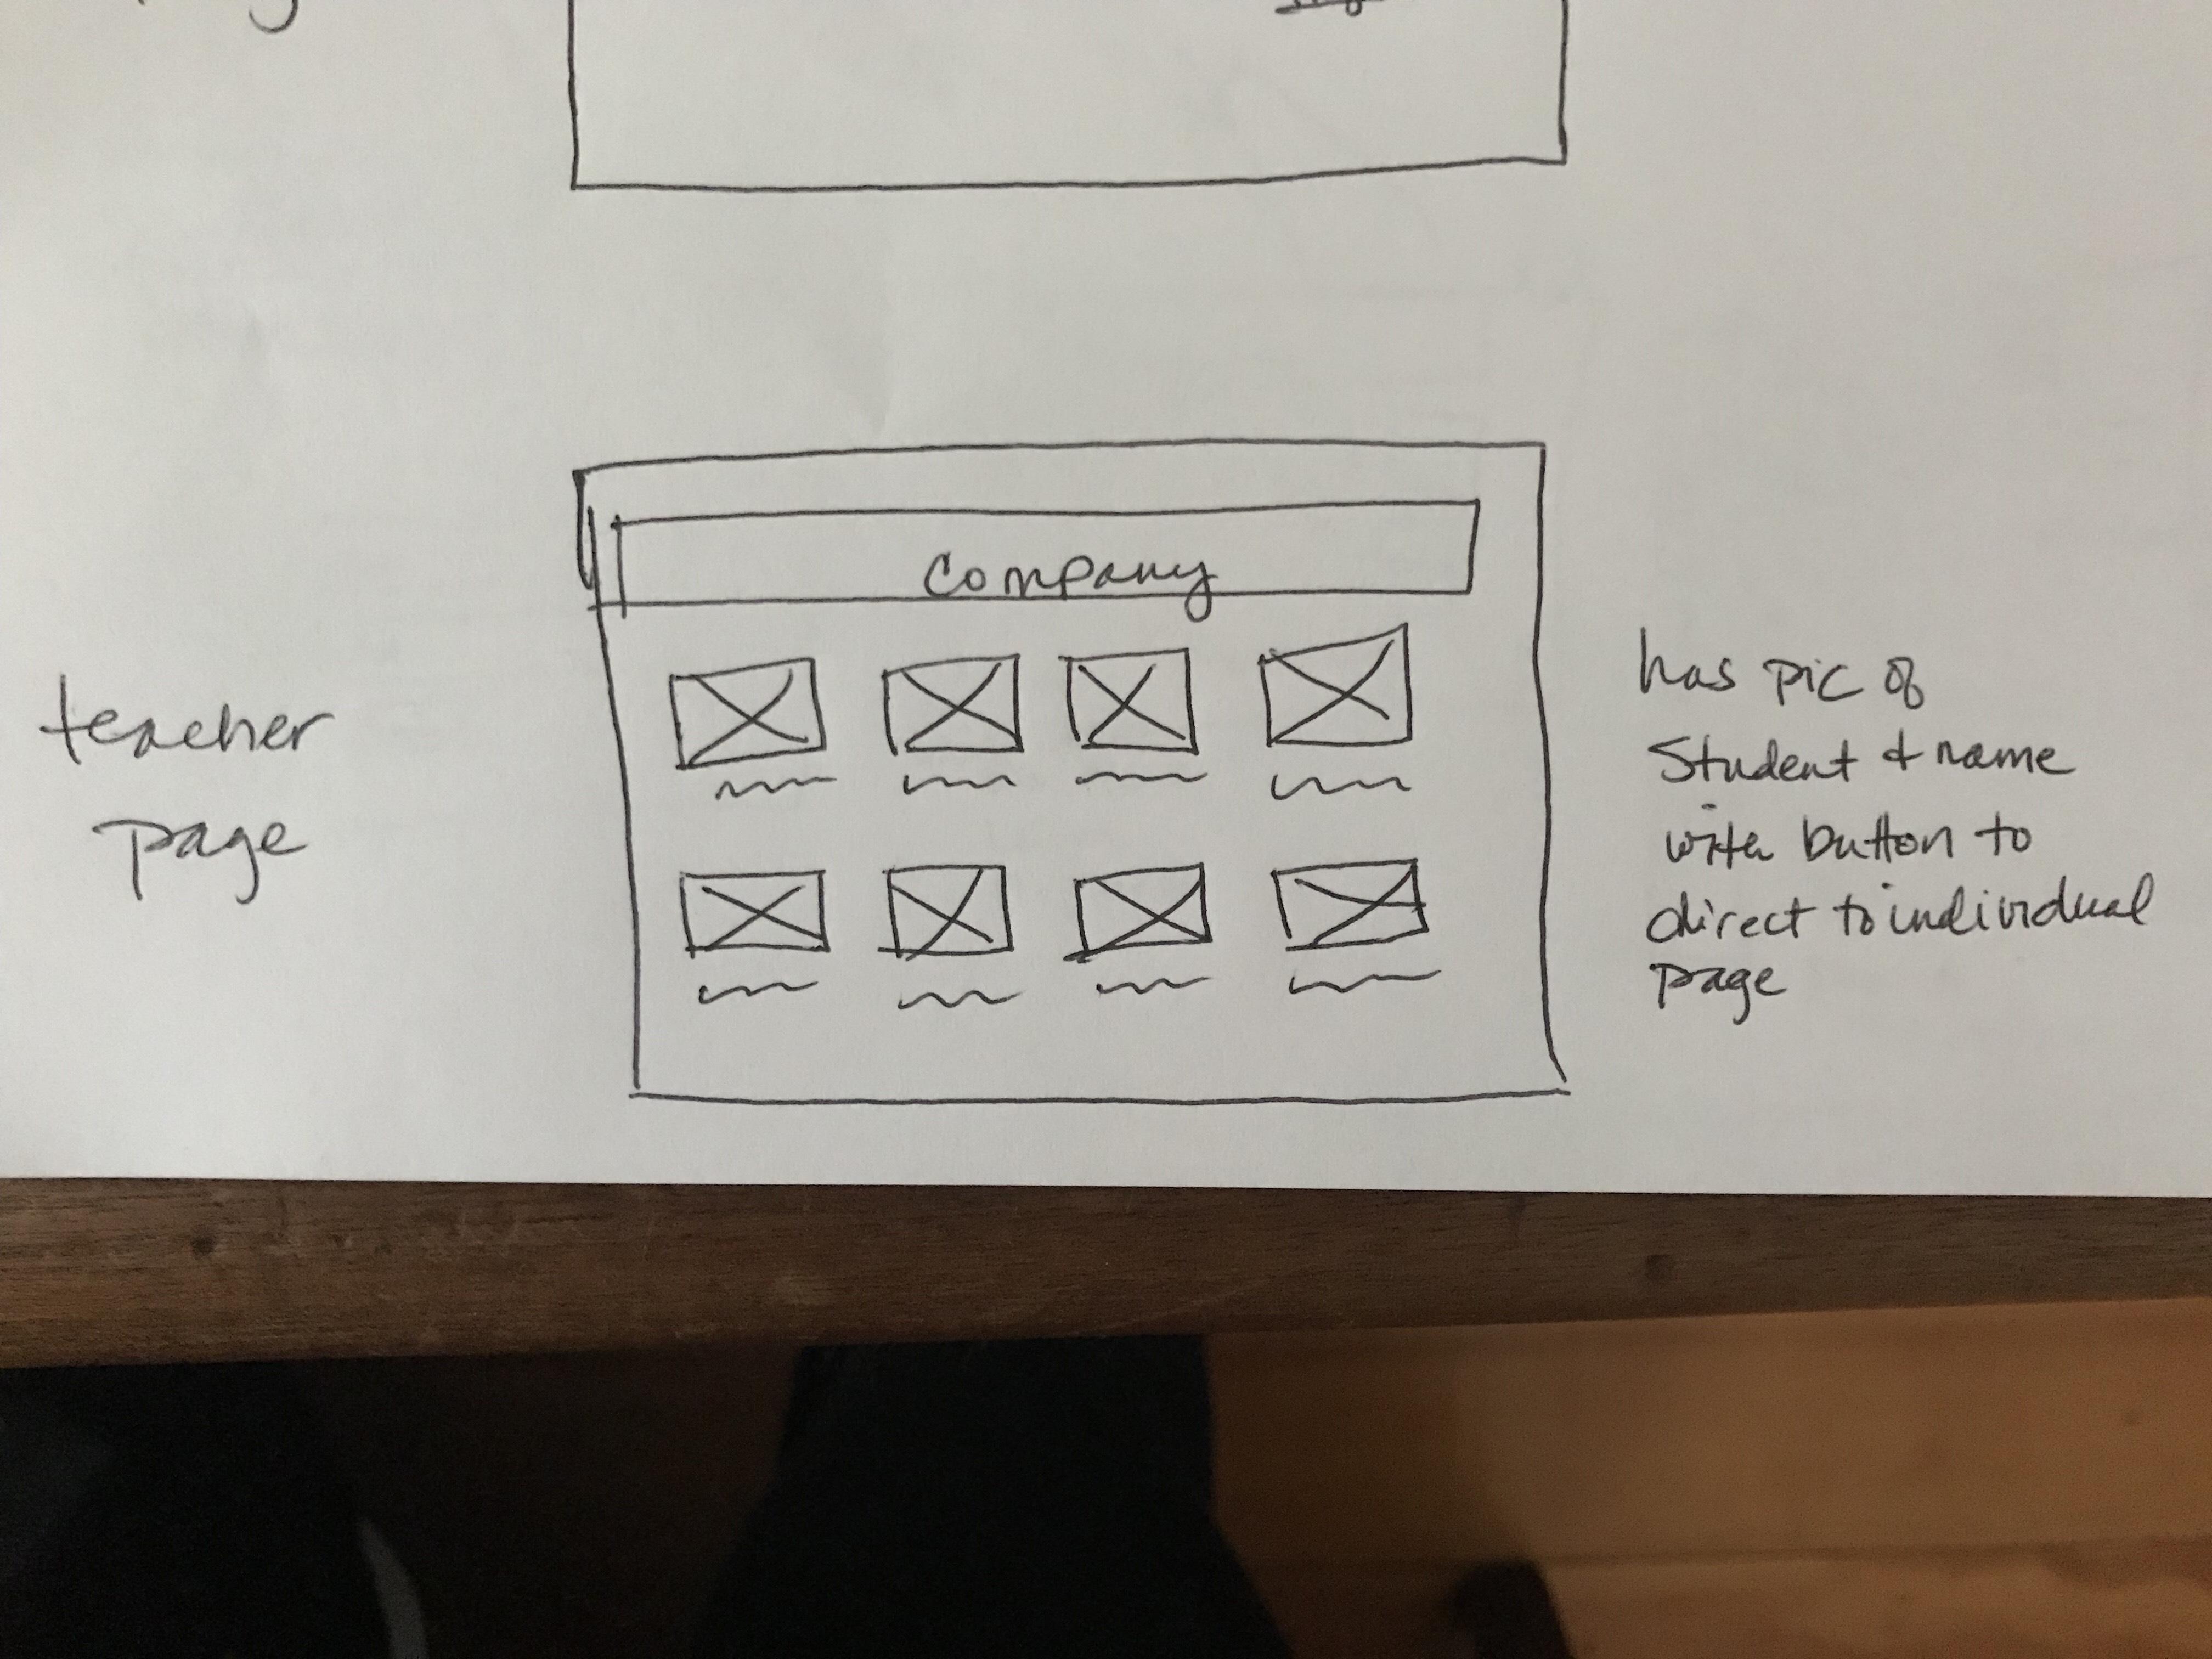 Company
teacher
page
has pic of
Student & name
with button to
direct to individual
page